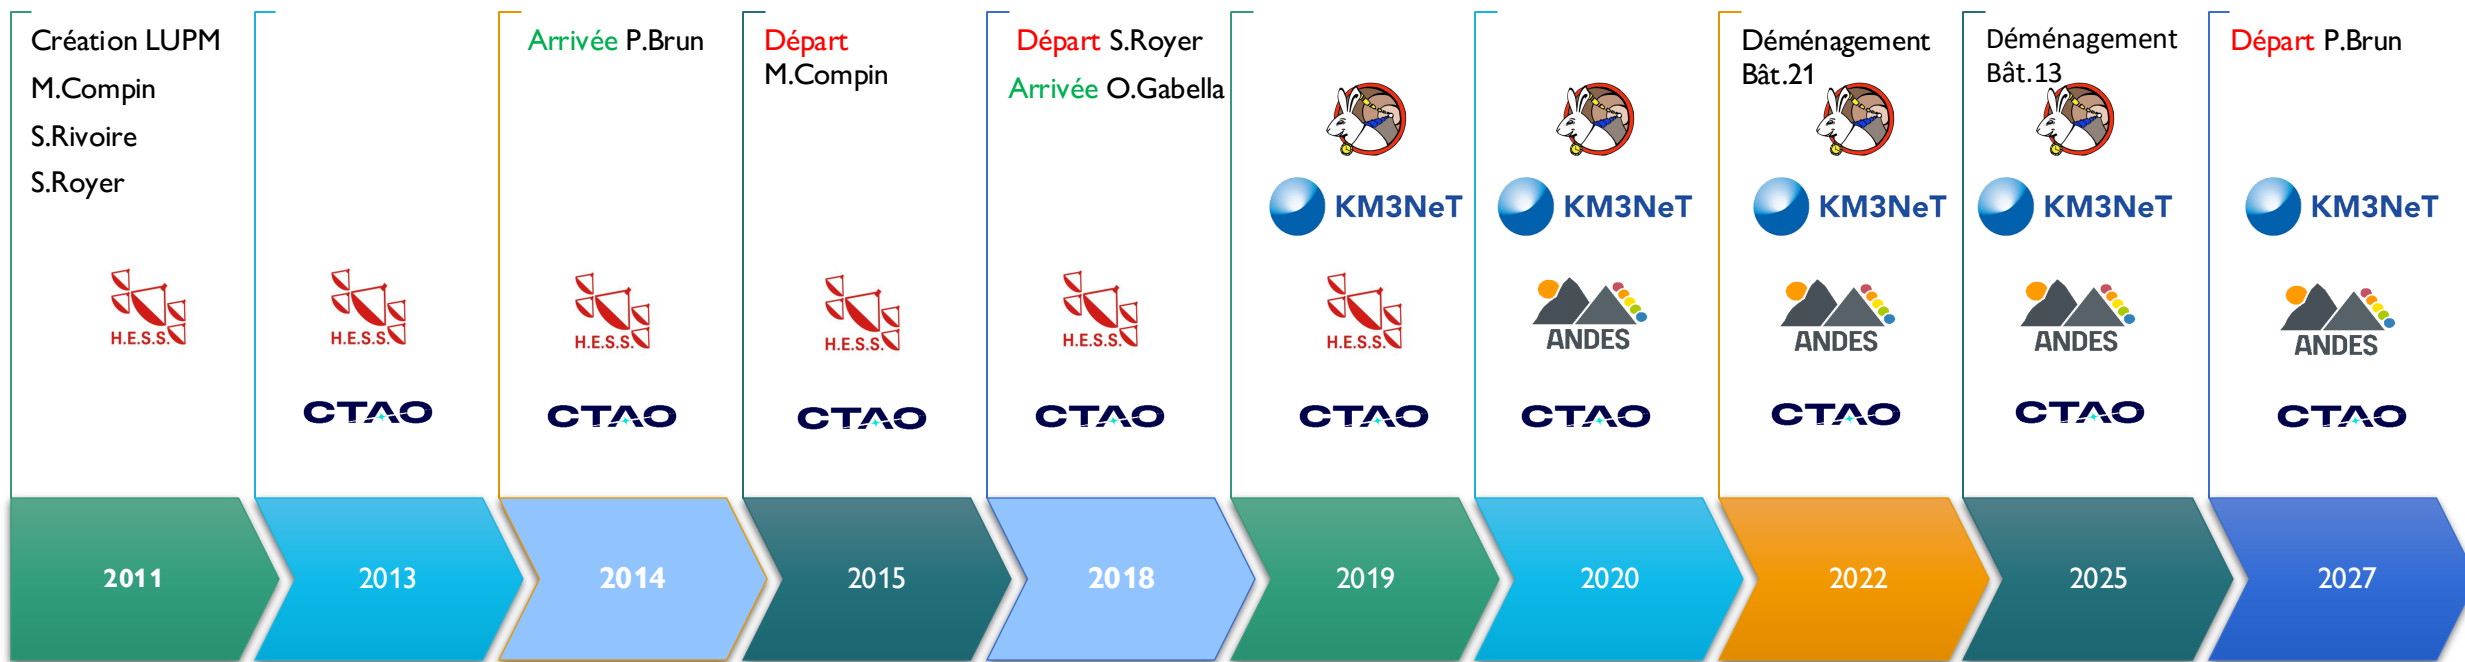 Création LUPM
M.Compin
S.Rivoire
S.Royer
H.E.S.S.
2011
H.E.S.S.
CTAO
2013
Arrivée P.Brun
H.E.S.S.
CTAO
2014
Départ
M.Compin
H.E.S.S.
CTAO
2015
Départ S.Royer
Arrivée O.Gabella
H.E.S.S.
CTAO
2018
KM3NeT
H.E.S.S.
CTAO
2019
KM3NeT
ANDES
CTAO
2020
Déménagement
Bât.21
KM3NeT
ANDES
CTAO
2022
Déménagement
Bât.13
KM3NeT
ANDES
CTAO
2025
Départ P.Brun
KM3NeT
ANDES
CTAO
2027